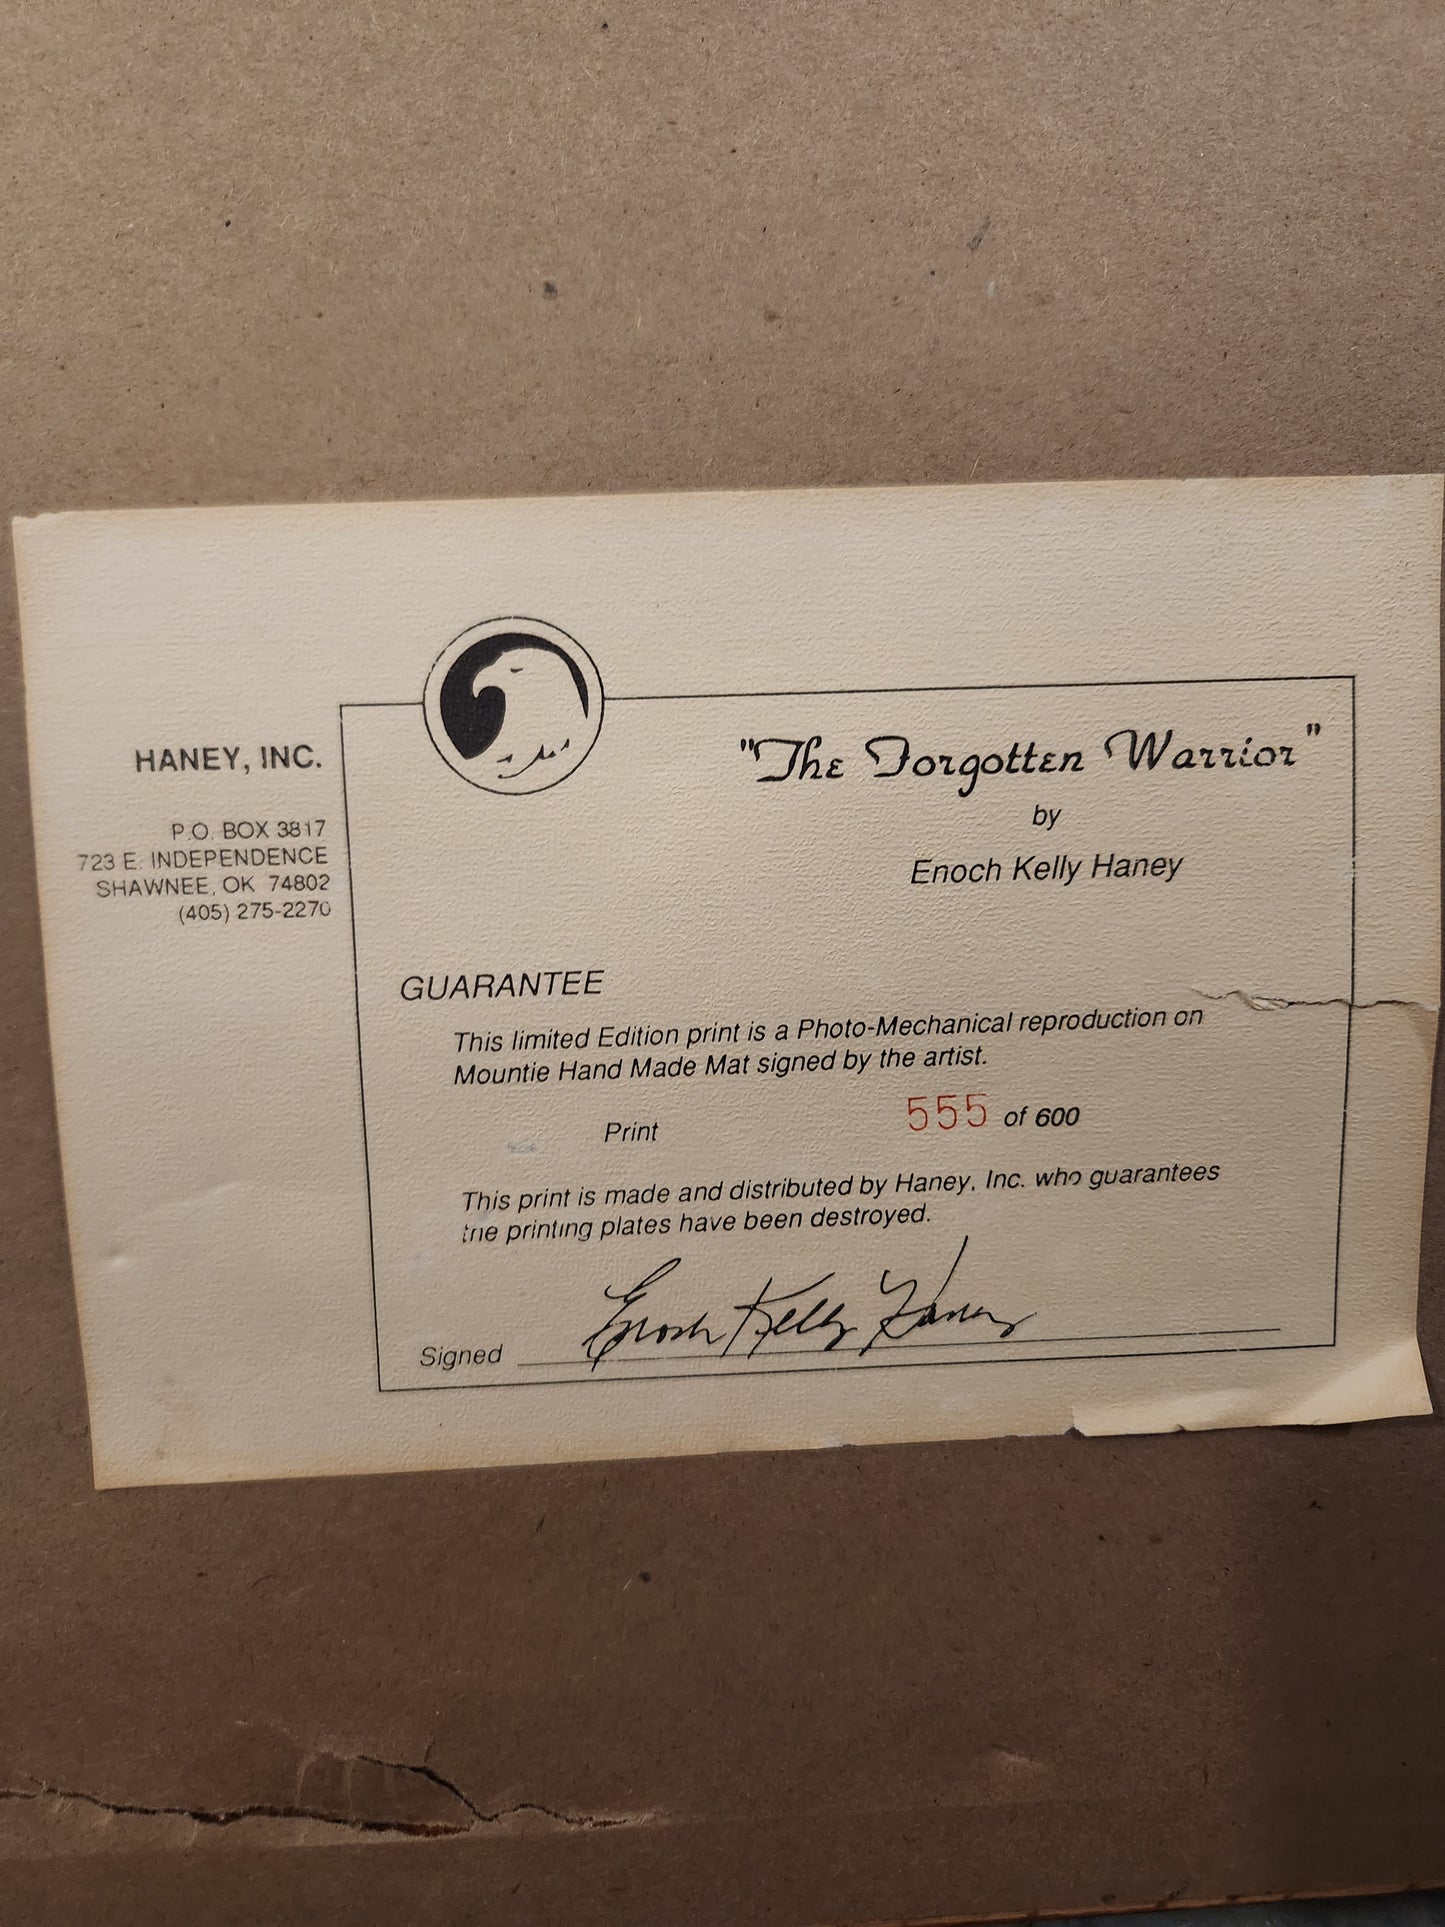 HANEY, INC.
P.O. BOX 3817
723 E. INDEPENDENCE
SHAWNEE, OK 74802
(405) 275-2270
"The Forgotten Warrior"
by
Enoch Kelly Haney
GUARANTEE
This limited Edition print is a Photo-Mechanical reproduction on
Mountie Hand Made Mat signed by the artist.
Print 555 of 600
This print is made and distributed by Haney, Inc. who guarantees
the printing plates have been destroyed.
Signed Enoch Kelly Haney